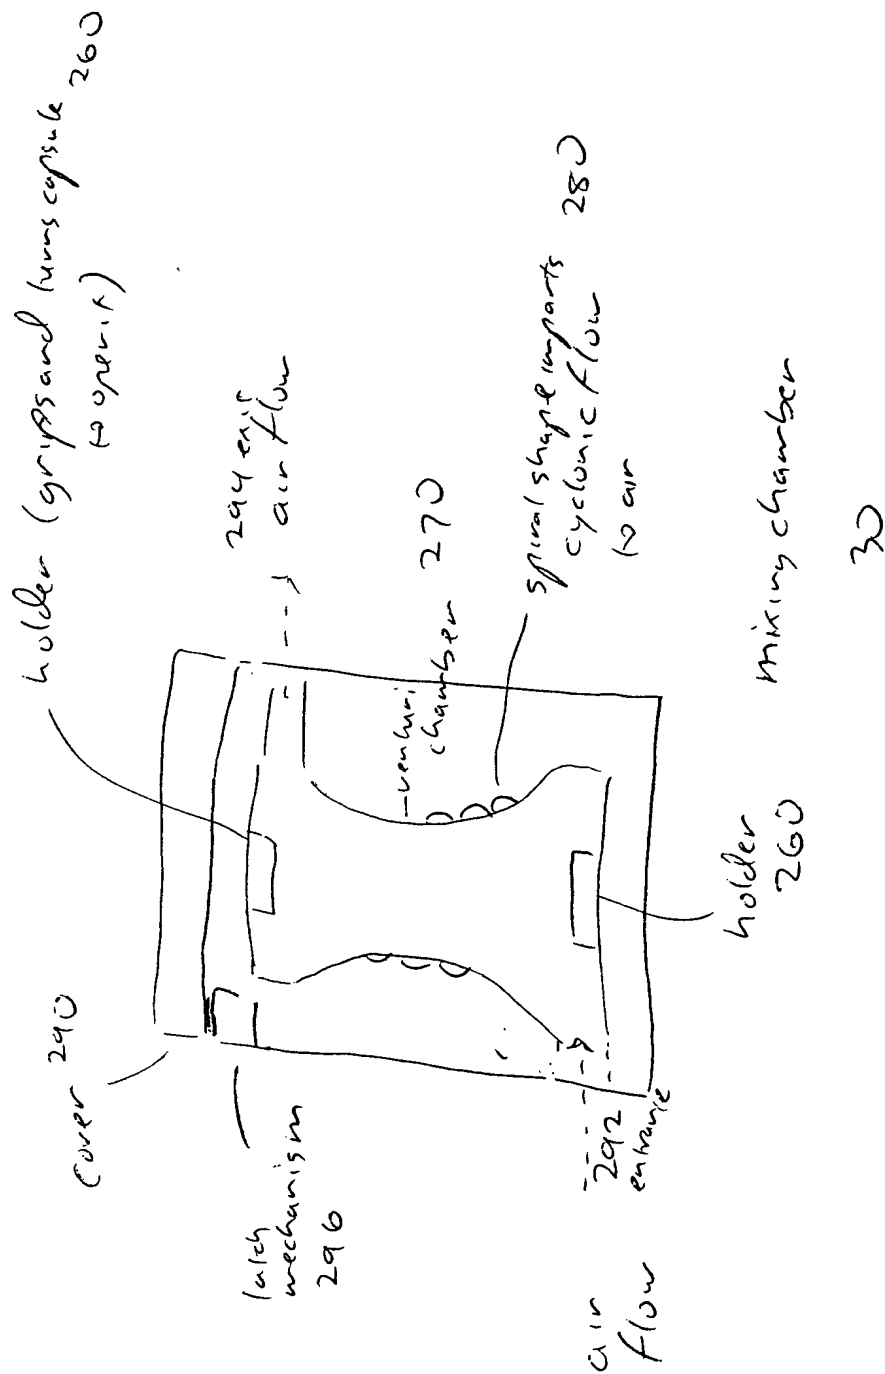 holder (grips and turns capsule 260
to open it)
Cover 290
294 exit
air flow
latch
mechanism
296
venturi
chamber 270
spiral shape imparts 280
cyclonic flow
to air
292
entrance
air
flow
holder
260
mixing chamber
30